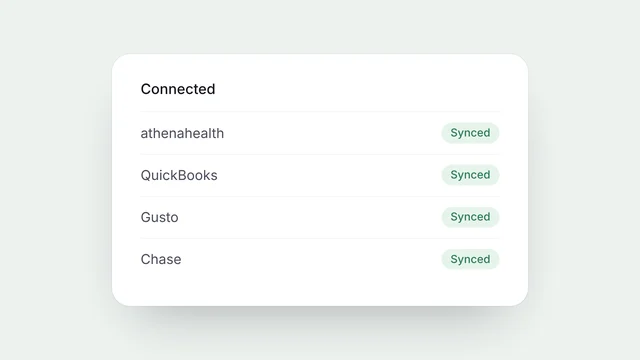 Connected
athenahealth Synced
QuickBooks Synced
Gusto Synced
Chase Synced